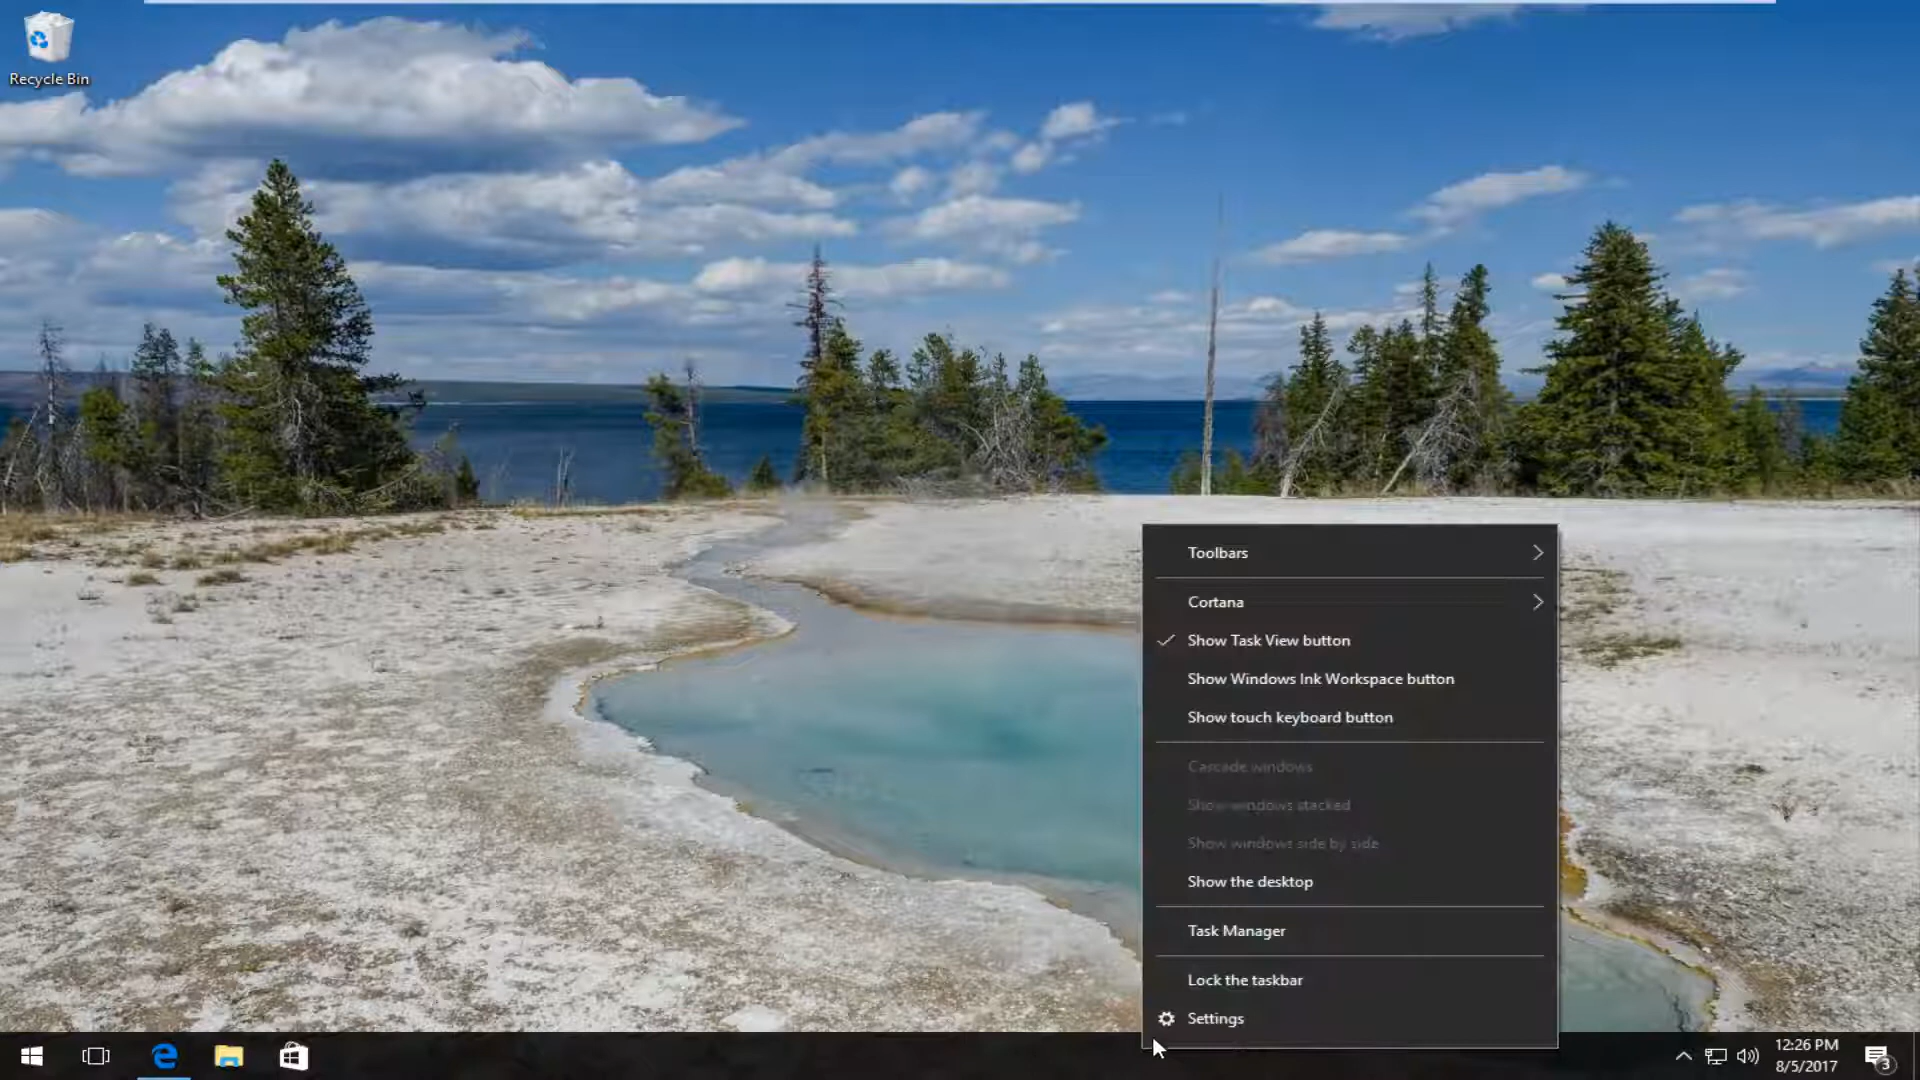 Recycle Bin
Toolbars
Cortana
Show Task View button
Show Windows Ink Workspace button
Show touch keyboard button
Cascade windows
Show windows stacked
Show windows side by side
Show the desktop
Task Manager
Lock the taskbar
Settings
12:26 PM
8/5/2017
3